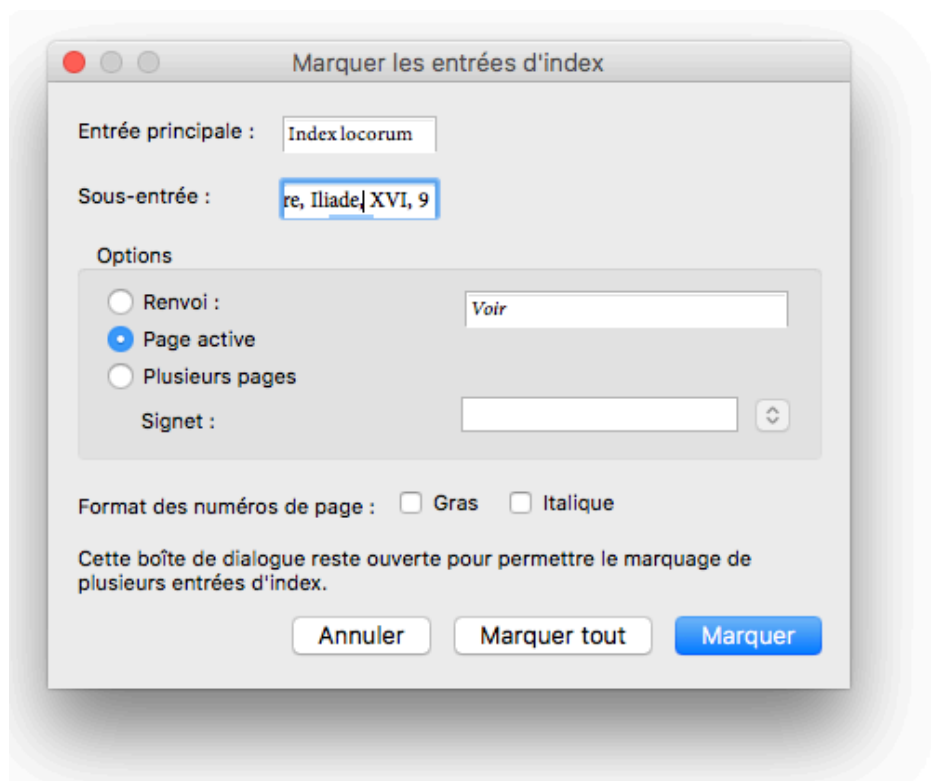 Marquer les entrées d'index
Entrée principale : Index locorum
Sous-entrée : re, Iliade, XVI, 9
Options
Renvoi : Voir
Page active
Plusieurs pages
Signet :
Format des numéros de page : Gras Italique
Cette boîte de dialogue reste ouverte pour permettre le marquage de
plusieurs entrées d'index.
Annuler Marquer tout Marquer